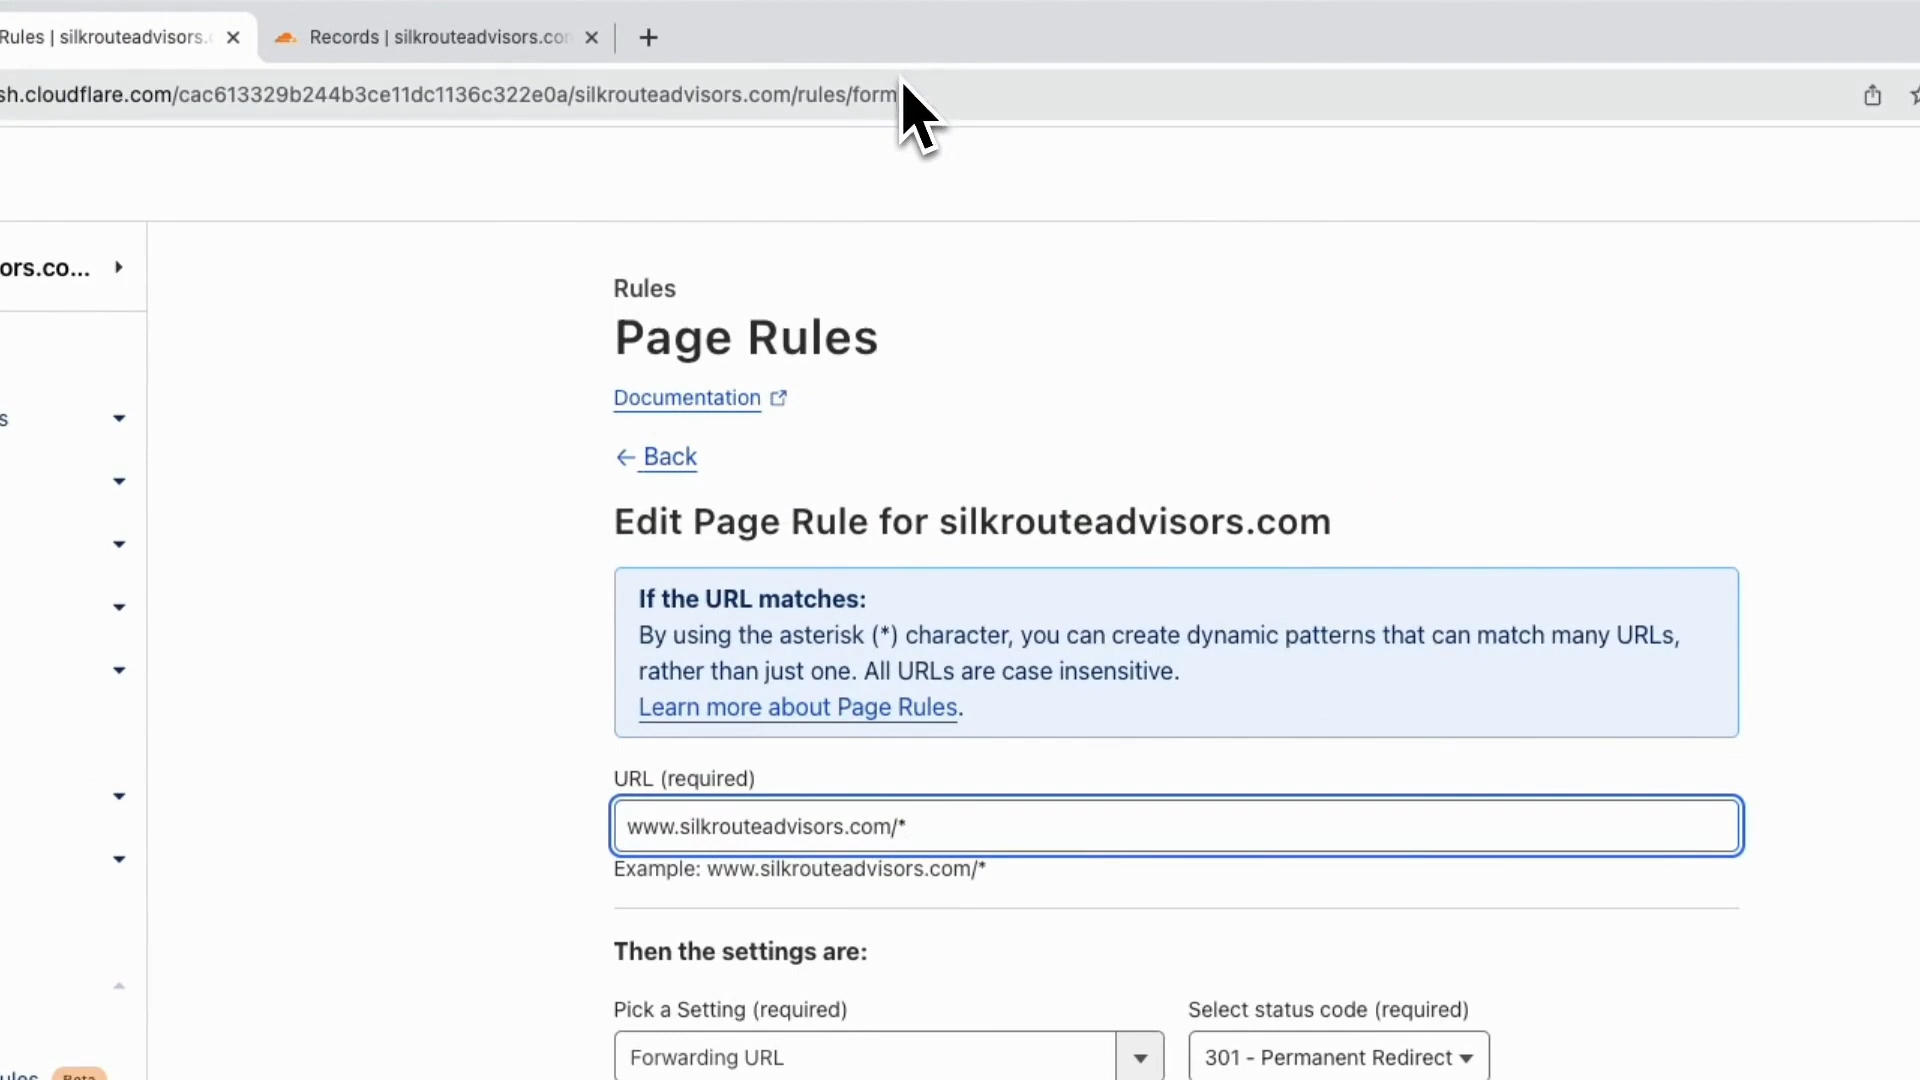 Rules | silkrouteadvisors.
Records | silkrouteadvisors.con
sh.cloudflare.com/cac613329b244b3ce11dc1136c322e0a/silkrouteadvisors.com/rules/form
ors.co...
Rules
Page Rules
Documentation
s
← Back
Edit Page Rule for silkrouteadvisors.com
If the URL matches:
By using the asterisk (*) character, you can create dynamic patterns that can match many URLs,
rather than just one. All URLs are case insensitive.
Learn more about Page Rules.
URL (required)
www.silkrouteadvisors.com/*
Example: www.silkrouteadvisors.com/*
Then the settings are:
Pick a Setting (required)
Select status code (required)
Forwarding URL
301 - Permanent Redirect
ules Beta